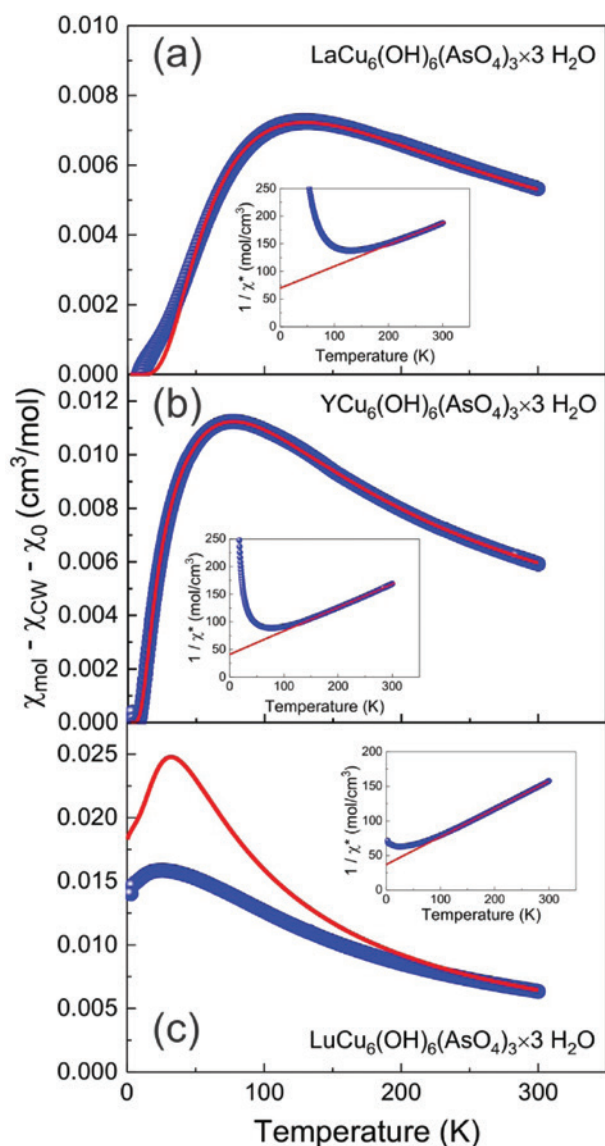 χmol - χCW - χ0 (cm³/mol)
0.010
0.008
0.006
0.004
0.002
0.000
(a)
LaCu6(OH)6(AsO4)3×3 H2O
1 / χ* (mol/cm³)
250
200
150
100
50
0
0 100 200 300
Temperature (K)
0.012
0.010
0.008
0.006
0.004
0.002
0.000
(b)
YCu6(OH)6(AsO4)3×3 H2O
1 / χ* (mol/cm³)
250
200
150
100
50
0
0 100 200 300
Temperature (K)
0.025
0.020
0.015
0.010
0.005
0.000
1 / χ* (mol/cm³)
200
150
100
50
0
0 100 200 300
Temperature (K)
(c)
LuCu6(OH)6(AsO4)3×3 H2O
0 100 200 300
Temperature (K)